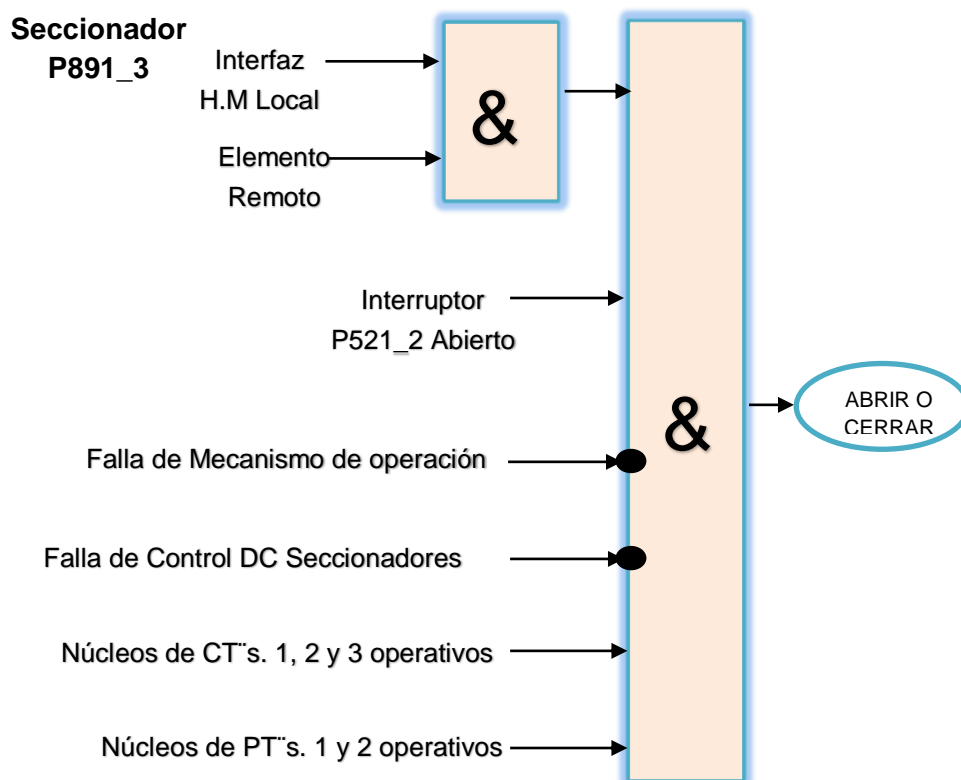 Seccionador
P891_3
Interfaz
H.M Local
&
Elemento
Remoto
Interruptor
P521_2 Abierto
&
ABRIR O
CERRAR
Falla de Mecanismo de operación
Falla de Control DC Seccionadores
Núcleos de CT¨s. 1, 2 y 3 operativos
Núcleos de PT¨s. 1 y 2 operativos